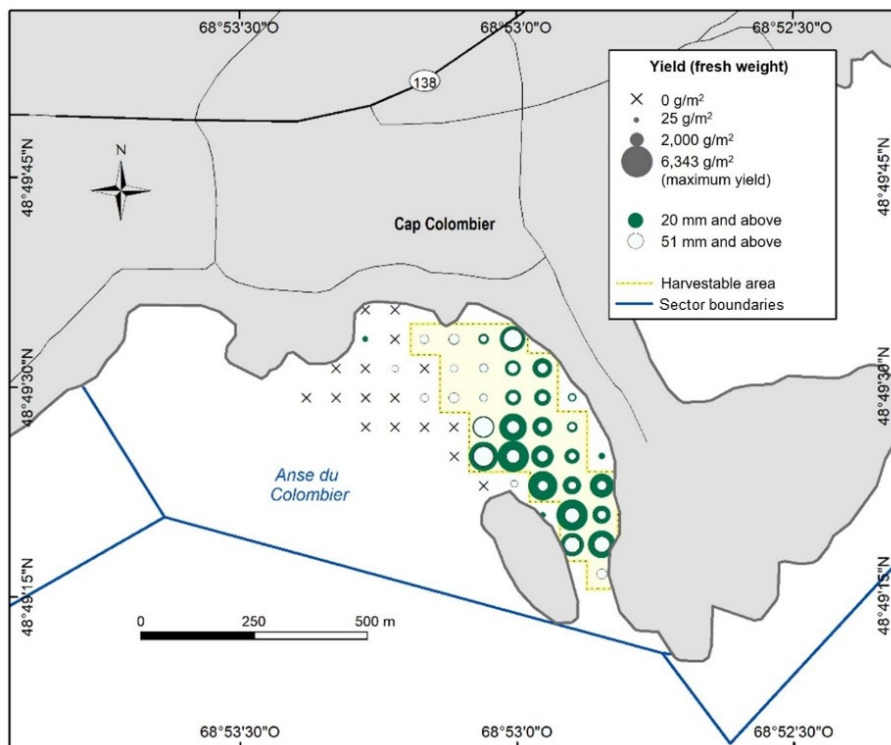 68°53'30"O
68°53'0"O
68°52'30"O
138
N
Cap Colombier
Yield (fresh weight)
0 g/m²
25 g/m²
2,000 g/m²
6,343 g/m²
(maximum yield)
20 mm and above
51 mm and above
Harvestable area
Sector boundaries
48°49'45"N
48°49'45"N
48°49'30"N
48°49'30"N
Anse du
Colombier
48°49'15"N
48°49'15"N
0
250
500 m
68°53'30"O
68°53'0"O
68°52'30"O